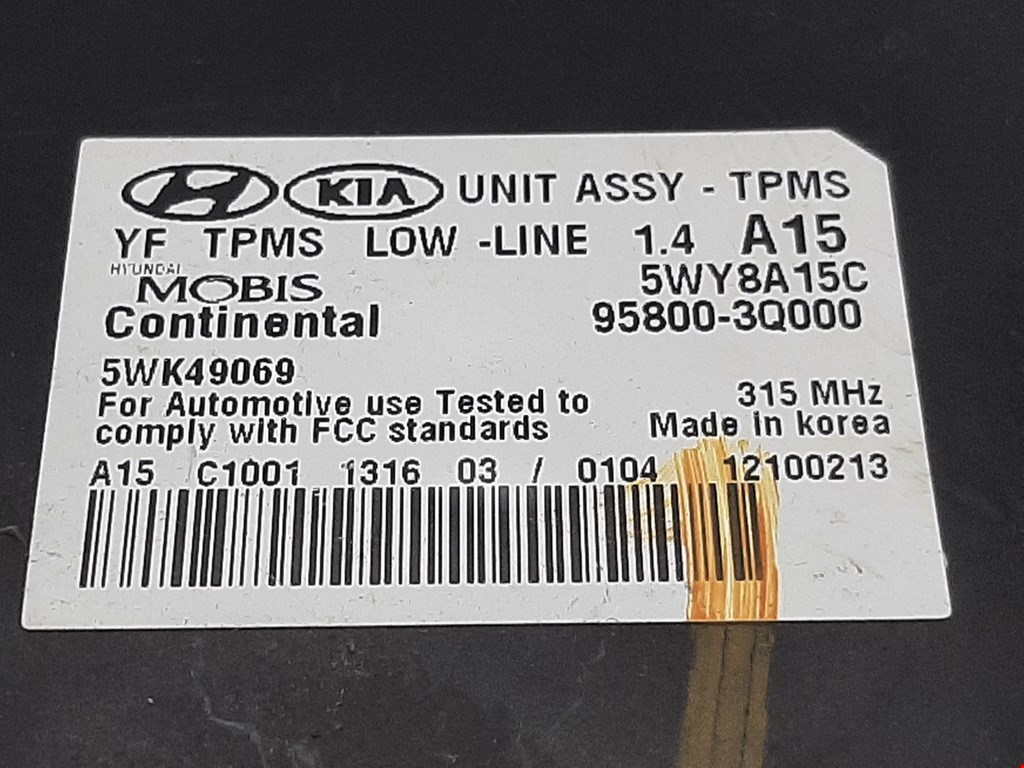 KIA UNIT ASSY - TPMS
YF TPMS LOW -LINE 1.4 A15
HYUNDAI
MOBIS 5WY8A15C
Continental 95800-3Q000
5WK49069
For Automotive use Tested to 315 MHz
comply with FCC standards Made in korea
A15 C1001 1316 03 / 0104 12100213